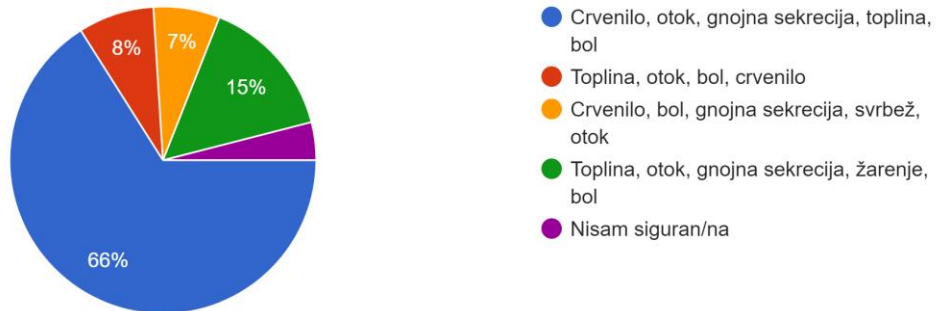 8%
7%
15%
66%
Crvenilo, otok, gnojna sekrecija, toplina,
bol
Toplina, otok, bol, crvenilo
Crvenilo, bol, gnojna sekrecija, svrbež,
otok
Toplina, otok, gnojna sekrecija, žarenje,
bol
Nisam siguran/na